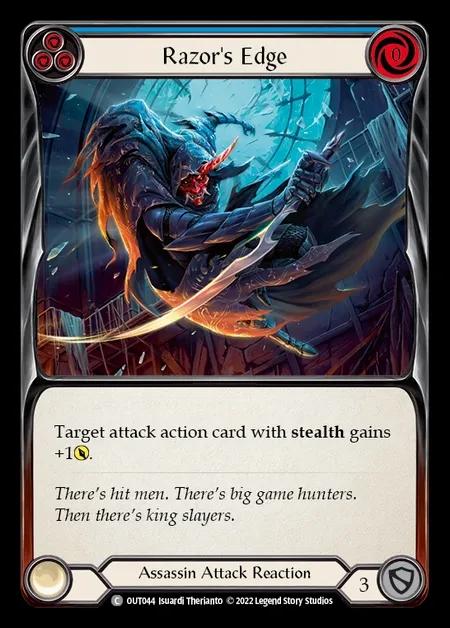 Razor's Edge
0
Target attack action card with stealth gains
+1.
There's hit men. There's big game hunters.
Then there's king slayers.
Assassin Attack Reaction
3
C OUT044 Isuardi Therianto © 2022 Legend Story Studios